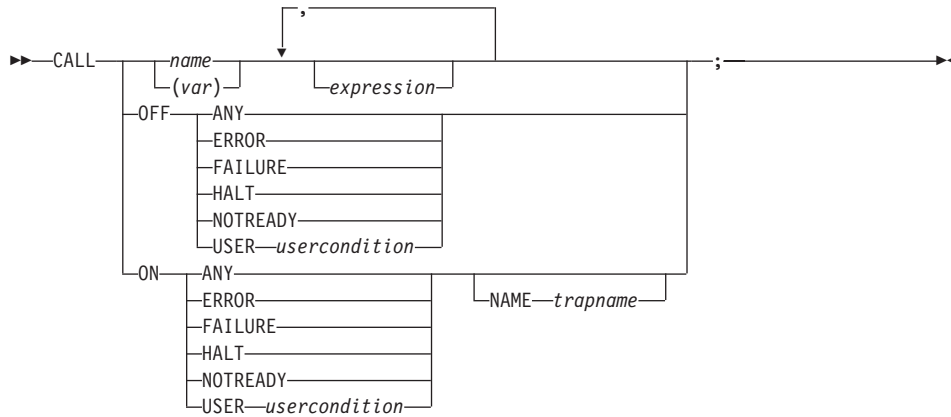 ,
CALL name ;
(var) expression
OFF ANY
ERROR
FAILURE
HALT
NOTREADY
USER usercondition
ON ANY
ERROR NAME trapname
FAILURE
HALT
NOTREADY
USER usercondition